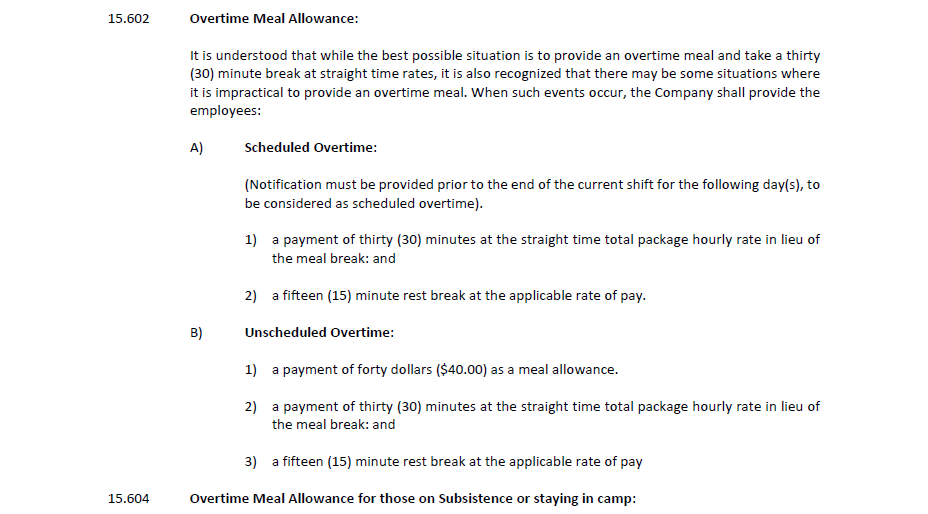 15.602 Overtime Meal Allowance:
It is understood that while the best possible situation is to provide an overtime meal and take a thirty
(30) minute break at straight time rates, it is also recognized that there may be some situations where
it is impractical to provide an overtime meal. When such events occur, the Company shall provide the
employees:
A) Scheduled Overtime:
(Notification must be provided prior to the end of the current shift for the following day(s), to
be considered as scheduled overtime).
1) a payment of thirty (30) minutes at the straight time total package hourly rate in lieu of
the meal break: and
2) a fifteen (15) minute rest break at the applicable rate of pay.
B) Unscheduled Overtime:
1) a payment of forty dollars ($40.00) as a meal allowance.
2) a payment of thirty (30) minutes at the straight time total package hourly rate in lieu of
the meal break: and
3) a fifteen (15) minute rest break at the applicable rate of pay
15.604 Overtime Meal Allowance for those on Subsistence or staying in camp: